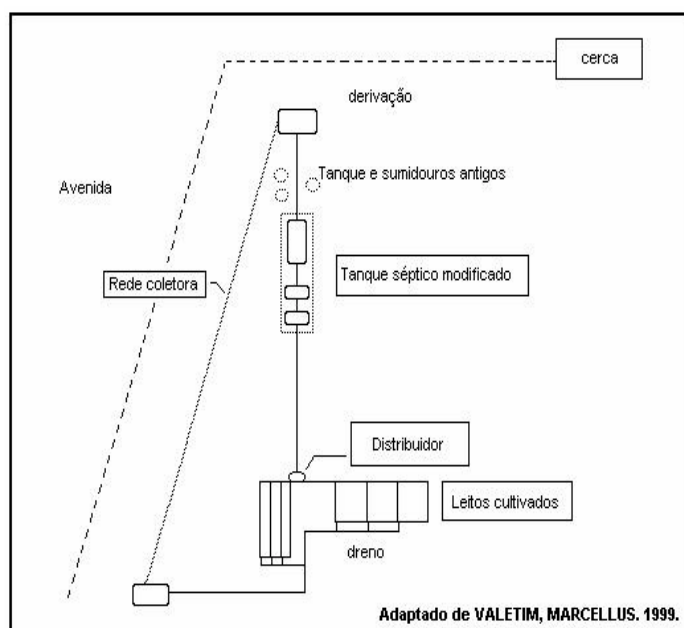 cerca
derivação
Tanque e sumidouros antigos
Avenida
Tanque séptico modificado
Rede coletora
Distribuidor
Leitos cultivados
dreno
Adaptado de VALETIM, MARCELLUS. 1999.